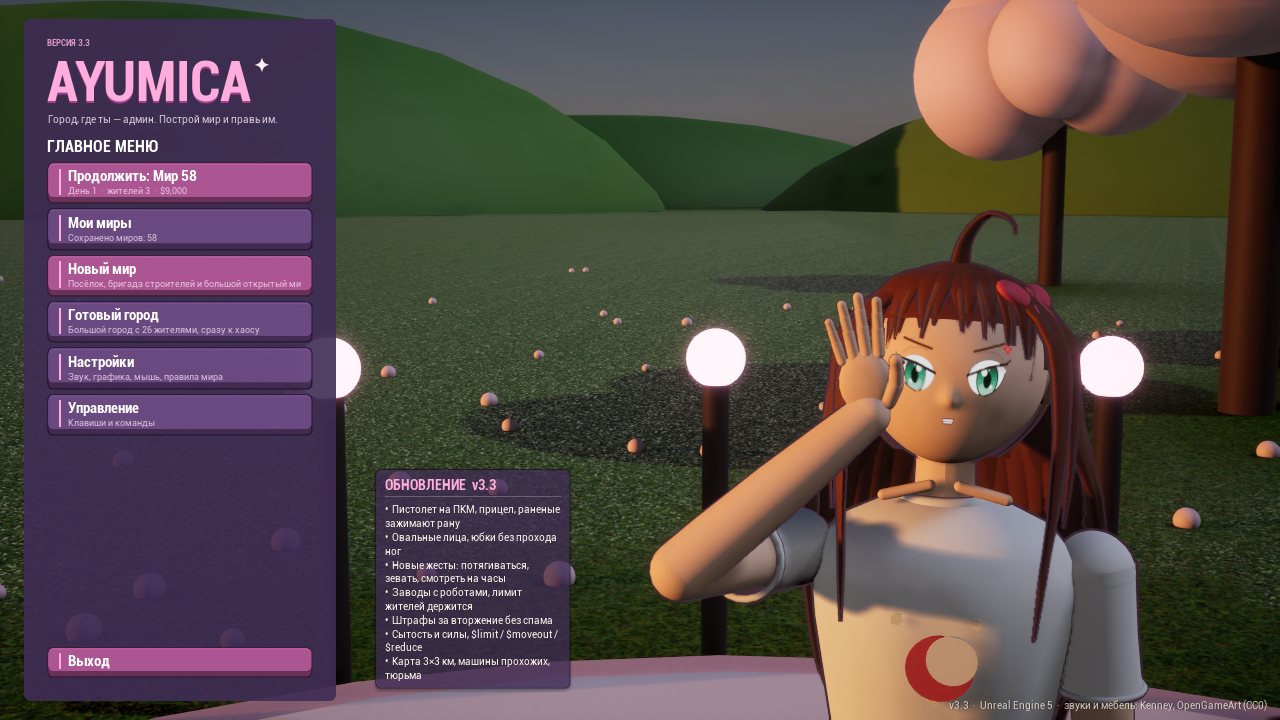 ВЕРСИЯ 3.3
AYUMICA
Город, где ты — админ. Построй мир и правь им.
ГЛАВНОЕ МЕНЮ
Продолжить: Мир 58
День 1 · жителей 3 · $9,000
Мои миры
Сохранено миров: 58
Новый мир
Посёлок, бригада строителей и большой открытый ми
Готовый город
Большой город с 26 жителями, сразу к хаосу
Настройки
Звук, графика, мышь, правила мира
Управление
Клавиши и команды
Выход
ОБНОВЛЕНИЕ v3.3
• Пистолет на ПКМ, прицел, раненые
зажимают рану
• Овальные лица, юбки без прохода
ног
• Новые жесты: потягиваться,
зевать, смотреть на часы
• Заводы с роботами, лимит
жителей держится
• Штрафы за вторжение без спама
• Сытость и силы, $limit / $moveout /
$reduce
• Карта 3×3 км, машины прохожих,
тюрьма
v3.3 · Unreal Engine 5 · звуки и мебель: Kenney, OpenGameArt (CC0)